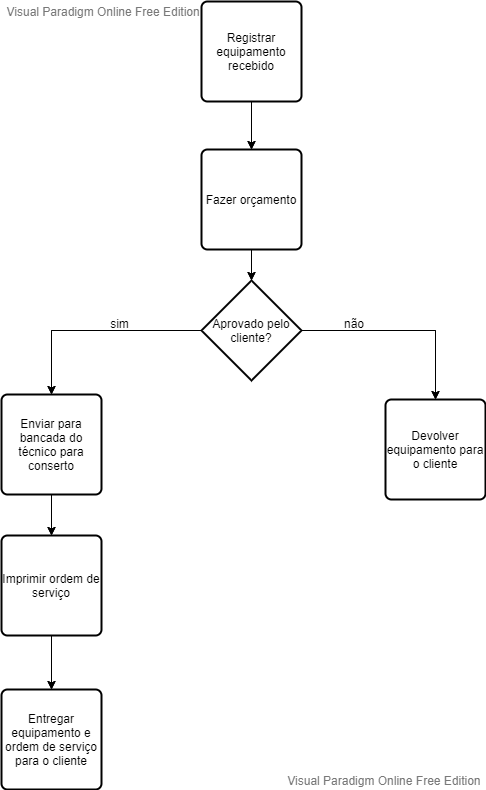 Visual Paradigm Online Free Edition
Registrar
equipamento
recebido
Fazer orçamento
Aprovado pelo
cliente?
sim
não
Enviar para
bancada do
técnico para
conserto
Devolver
equipamento para
o cliente
Imprimir ordem de
serviço
Entregar
equipamento e
ordem de serviço
para o cliente
Visual Paradigm Online Free Edition